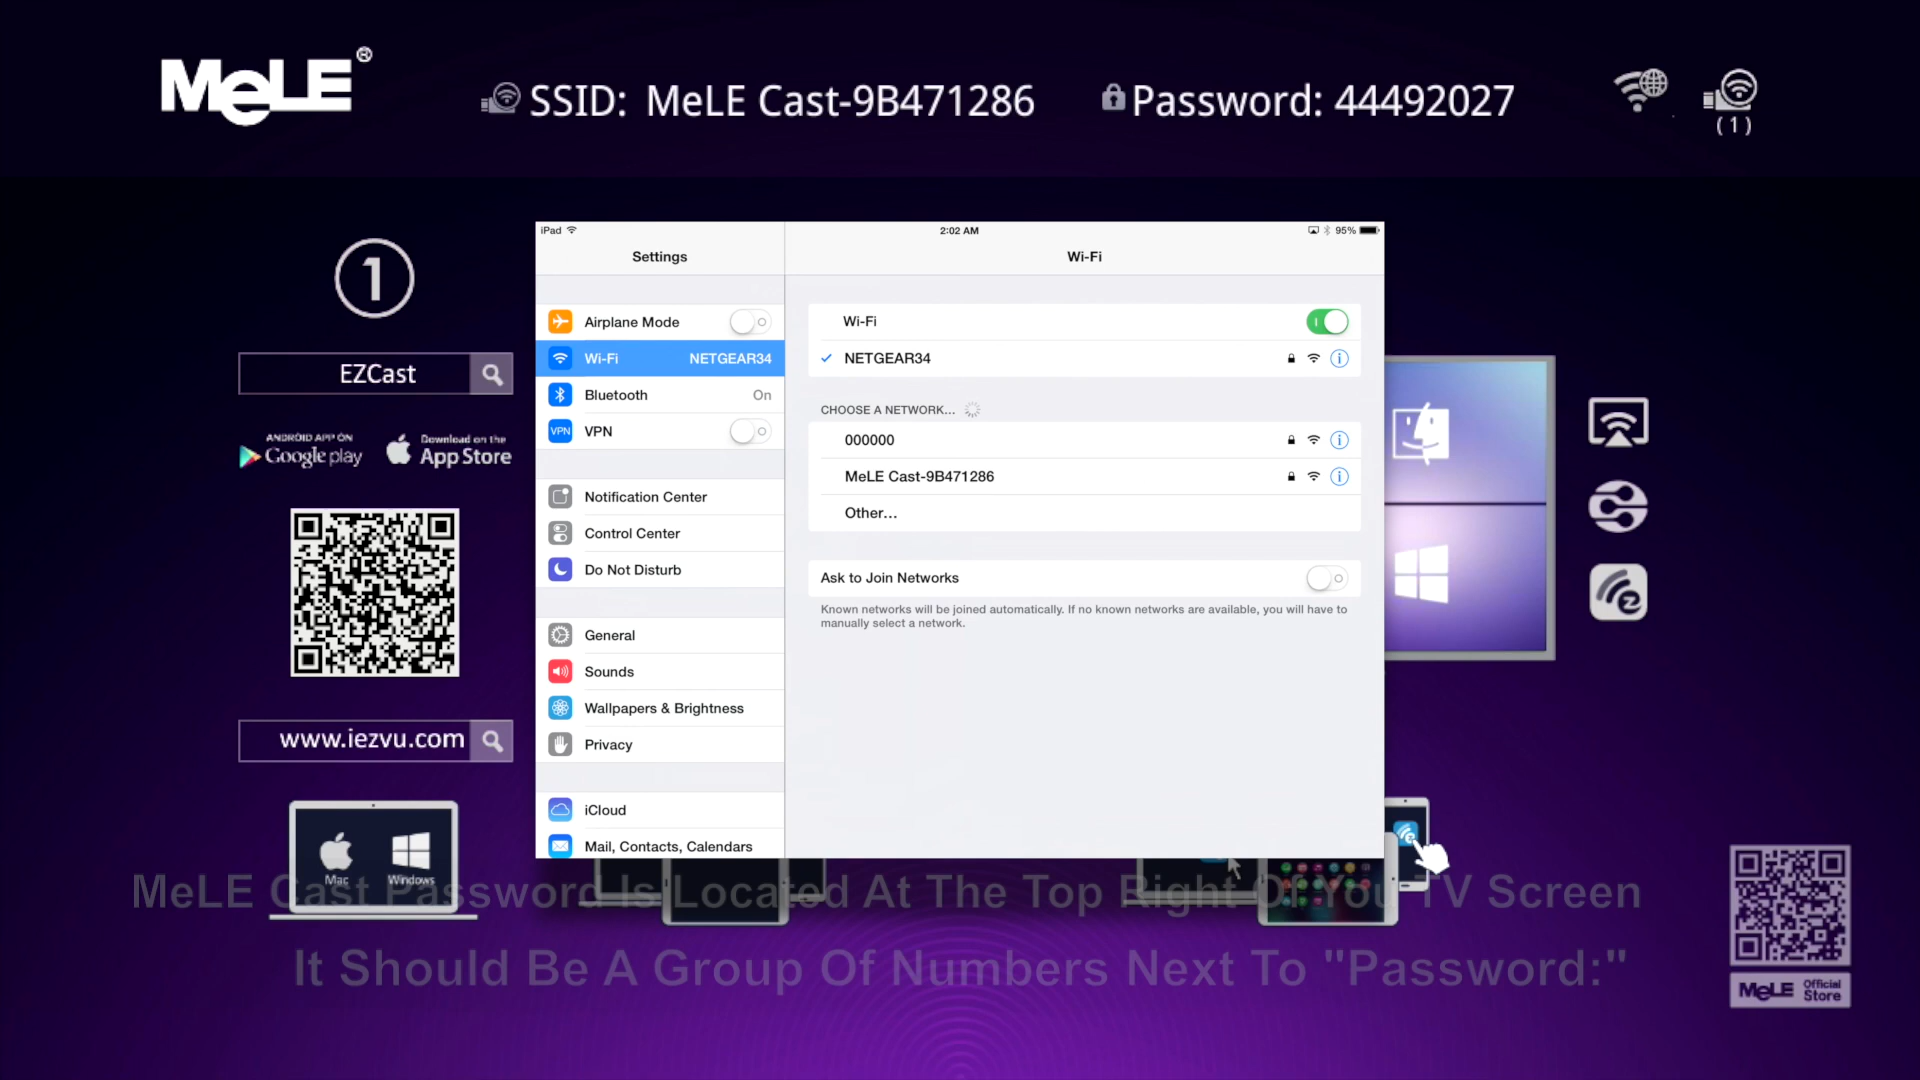 MeLE®
SSID: MeLE Cast-9B471286
Password: 44492027
(1)
1
EZCast
ANDROID APP ON
Google play
Download on the
App Store
www.iezvu.com
Mac
Windows
iPad
2:02 AM
95%
Settings
Wi-Fi
Airplane Mode
Wi-Fi NETGEAR34
Bluetooth On
VPN VPN
Notification Center
Control Center
Do Not Disturb
General
Sounds
Wallpapers & Brightness
Privacy
iCloud
Mail, Contacts, Calendars
Wi-Fi
NETGEAR34
CHOOSE A NETWORK...
000000
MeLE Cast-9B471286
Other...
Ask to Join Networks
Known networks will be joined automatically. If no known networks are available, you will have to
manually select a network.
MeLE Cast Password Is Located At The Top Right Of You TV Screen
It Should Be A Group Of Numbers Next To "Password:"
MeLE Official
Store